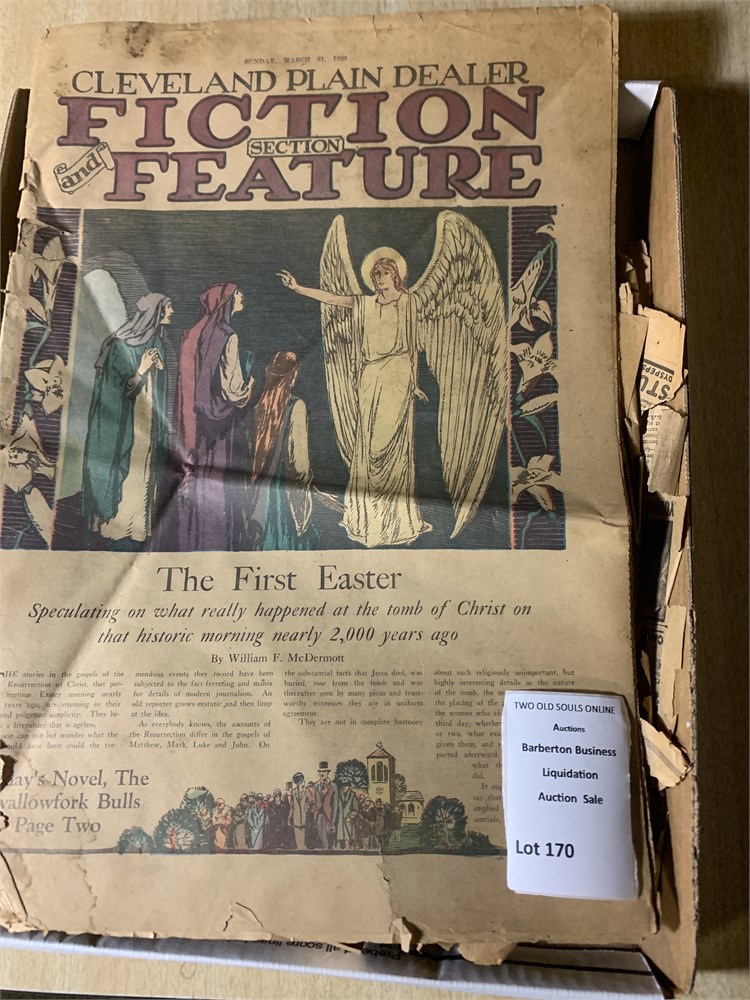 SUNDAY, MARCH 31, 1929
CLEVELAND PLAIN DEALER
FICTION
SECTION
and
FEATURE
The First Easter
Speculating on what really happened at the tomb of Christ on
that historic morning nearly 2,000 years ago
By William F. McDermott
stories in the gospels of the
Resurrection of Christ, that por-
tentous Easter morning nearly
years ago, are stunning in their
and poignant simplicity. They be-
a literature that is ageless.
one can not but wonder what the
would have been could the tre-
mendous events they record have been
subjected to the fact-ferreting and mania
for details of modern journalism. An
old reporter grows ecstatic and then limp
at the idea.
As everybody knows, the accounts of
the Resurrection differ in the gospels of
Matthew, Mark, Luke and John. On
the substantial facts that Jesus died, was
buried, rose from the tomb and was
thereafter seen by many pious and trust-
worthy witnesses they are in uniform
agreement.
They are not in complete harmony
about such religiously unimportant, but
highly interesting details as the nature
of the tomb, the
the placing of the
the women who
third day, whether
or two, what
given them, and
ported afterward
what
did.
It
say that
implied
sentials,
day's Novel, The
wallowfork Bulls
Page Two
TWO OLD SOULS ONLINE
Auctions
Barberton Business
Liquidation
Auction Sale
Lot 170
STU
DYSPEPS